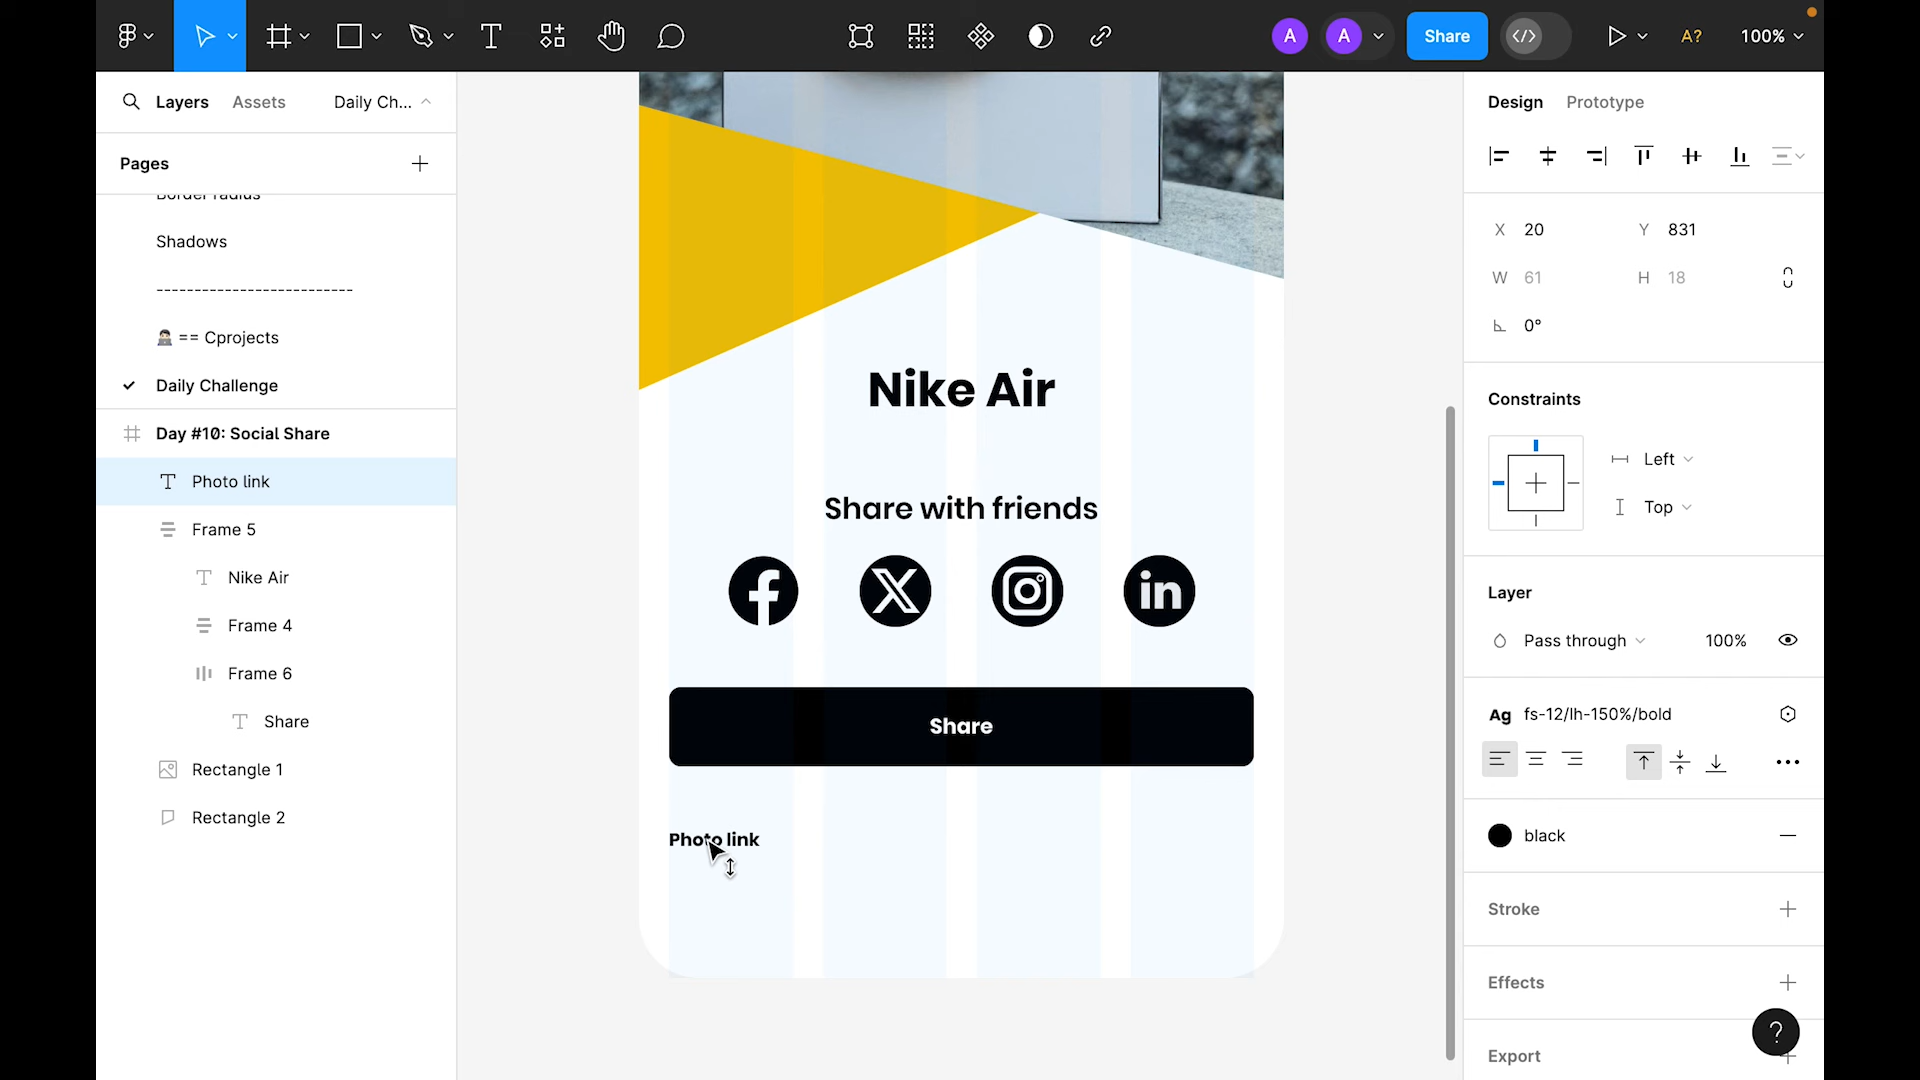 Share
100%
A?
Layers
Assets
Daily Ch...
Pages
Border radius
Shadows
--------------------------
== Cprojects
Daily Challenge
Day #10: Social Share
Photo link
Frame 5
Nike Air
Frame 4
Frame 6
Share
Rectangle 1
Rectangle 2
Nike Air
Share with friends
f
X
in
Share
Photo link
Design
Prototype
X 20
Y 831
W 61
H 18
0°
Constraints
Left
Top
Layer
Pass through
100%
Ag fs-12/lh-150%/bold
black
Stroke
Effects
Export
?
A
A